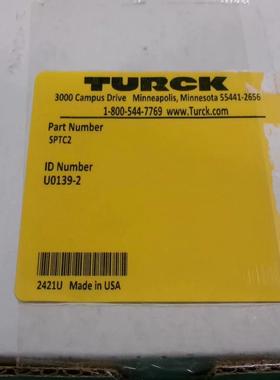 TURCK
3000 Campus Drive Minneapolis, Minnesota 55441-2656
1-800-544-7769 www.Turck.com
Part Number
SPTC2
ID Number
U0139-2
2421U Made in USA